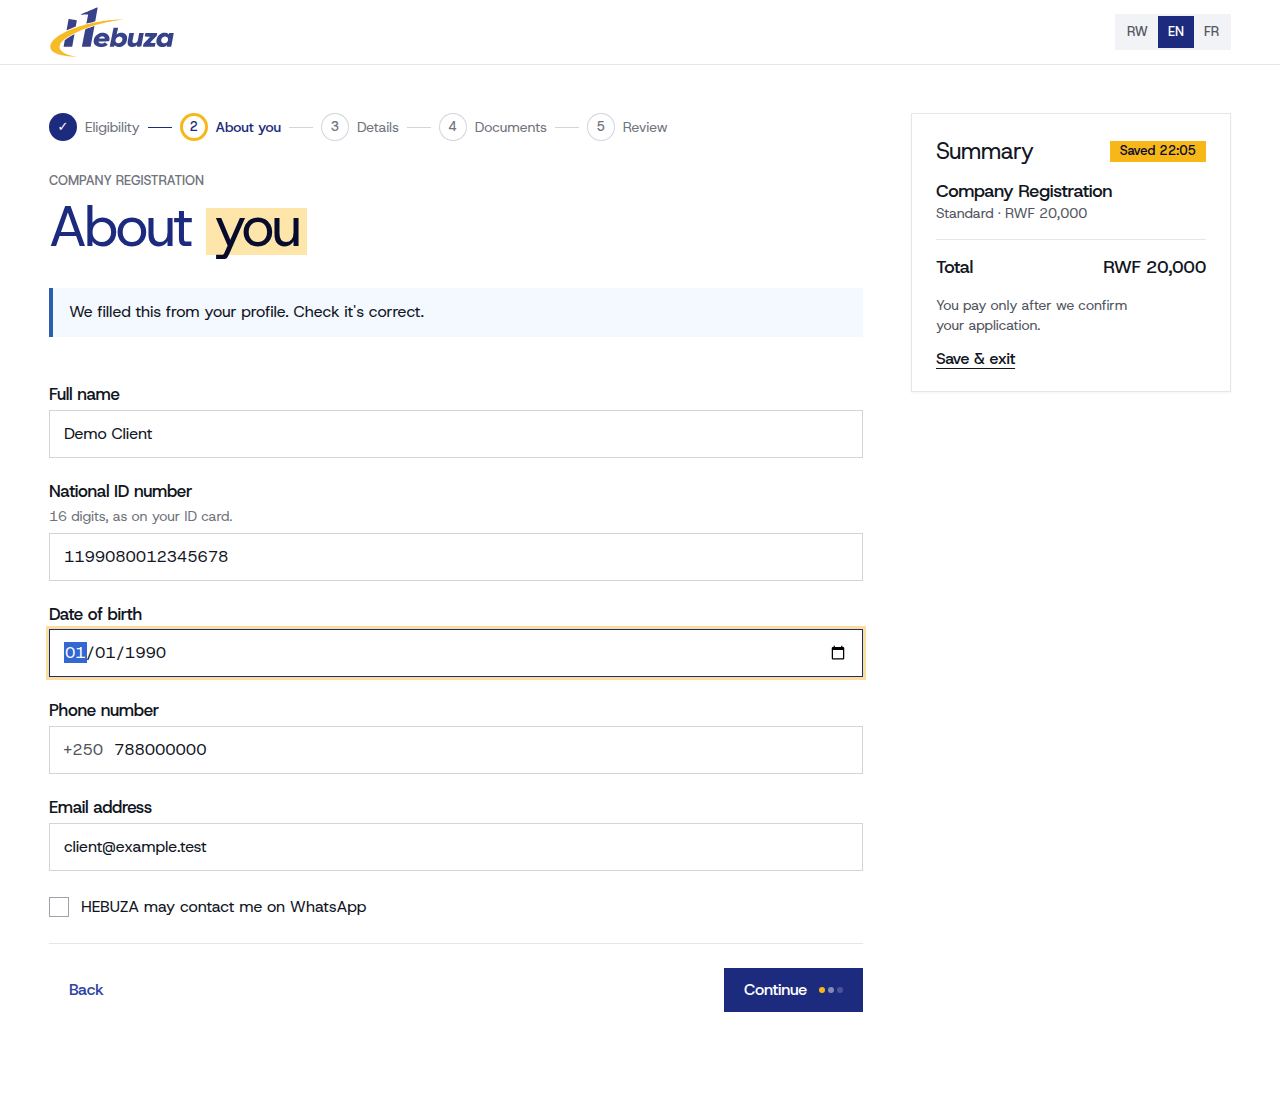 Hebuza
RW EN FR
✓ Eligibility 2 About you 3 Details 4 Documents 5 Review
COMPANY REGISTRATION
About you
We filled this from your profile. Check it's correct.
Full name
Demo Client
National ID number
16 digits, as on your ID card.
1199080012345678
Date of birth
01/01/1990
Phone number
+250 788000000
Email address
client@example.test
HEBUZA may contact me on WhatsApp
Back
Continue
Summary
Saved 22:05
Company Registration
Standard · RWF 20,000
Total RWF 20,000
You pay only after we confirm
your application.
Save & exit